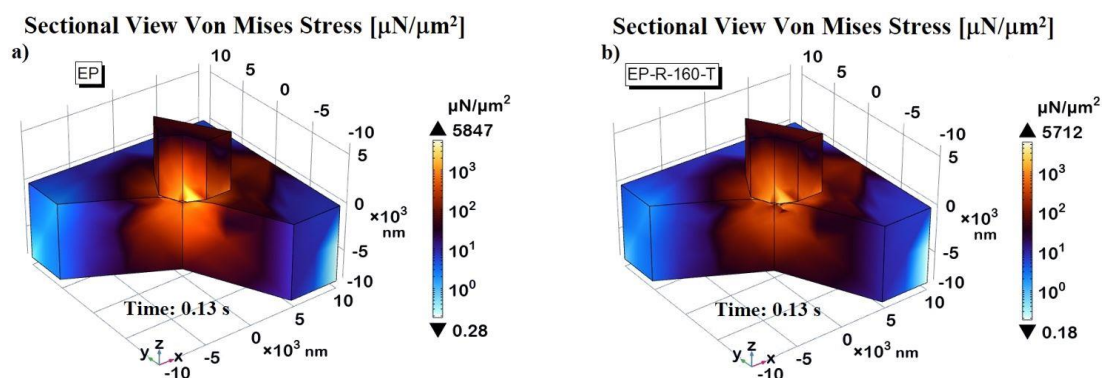 Sectional View Von Mises Stress [μN/μm²]
a)
EP
10
5
0
-5
-10
5
0
×10³
nm
-5
-10
10
5
0
×10³ nm
-5
-10
Time: 0.13 s
y z x
μN/μm²
5847
10³
10²
10¹
10⁰
0.28
Sectional View Von Mises Stress [μN/μm²]
b)
EP-R-160-T
10
5
0
-5
-10
5
0
×10³
nm
-5
-10
10
5
0
×10³ nm
-5
-10
Time: 0.13 s
y z x
μN/μm²
5712
10³
10²
10¹
10⁰
0.18